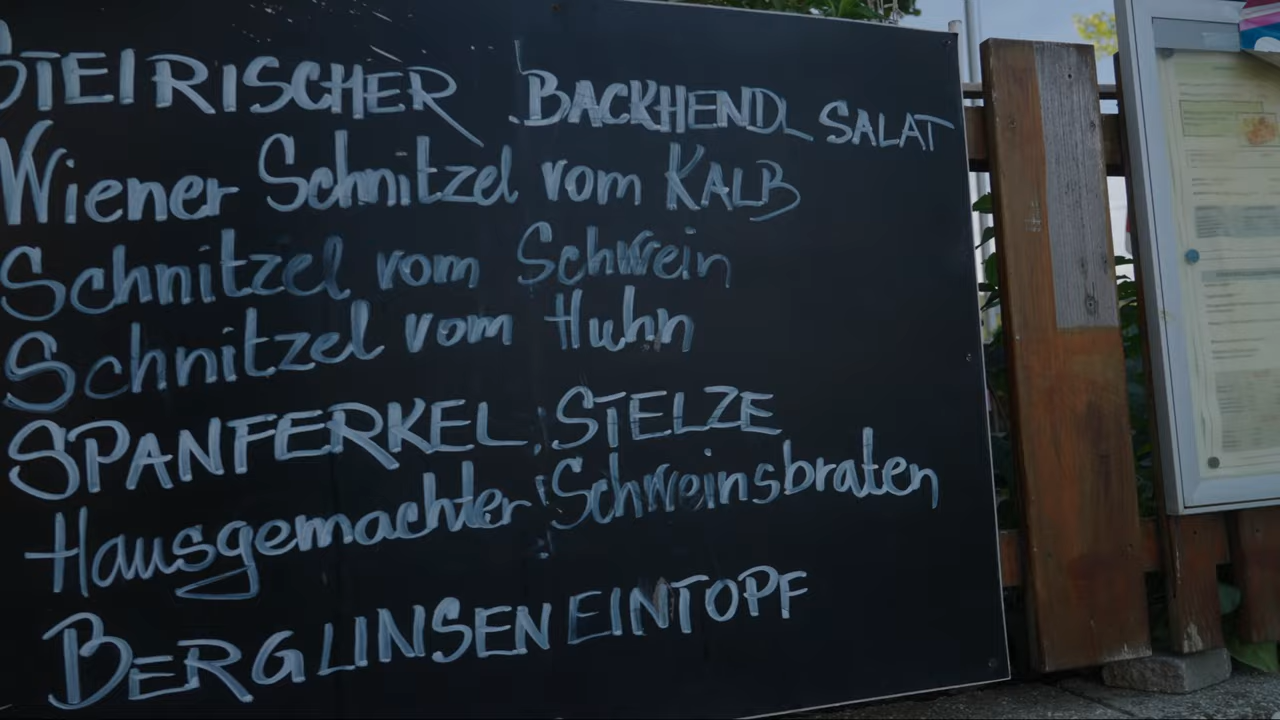 STEIRISCHER BACKHENDL SALAT
Wiener Schnitzel vom KALB
Schnitzel vom Schwein
Schnitzel vom Huhn
SPANFERKEL STELZE
Hausgemachter Schweinsbraten
BERGLINSENEINTOPF